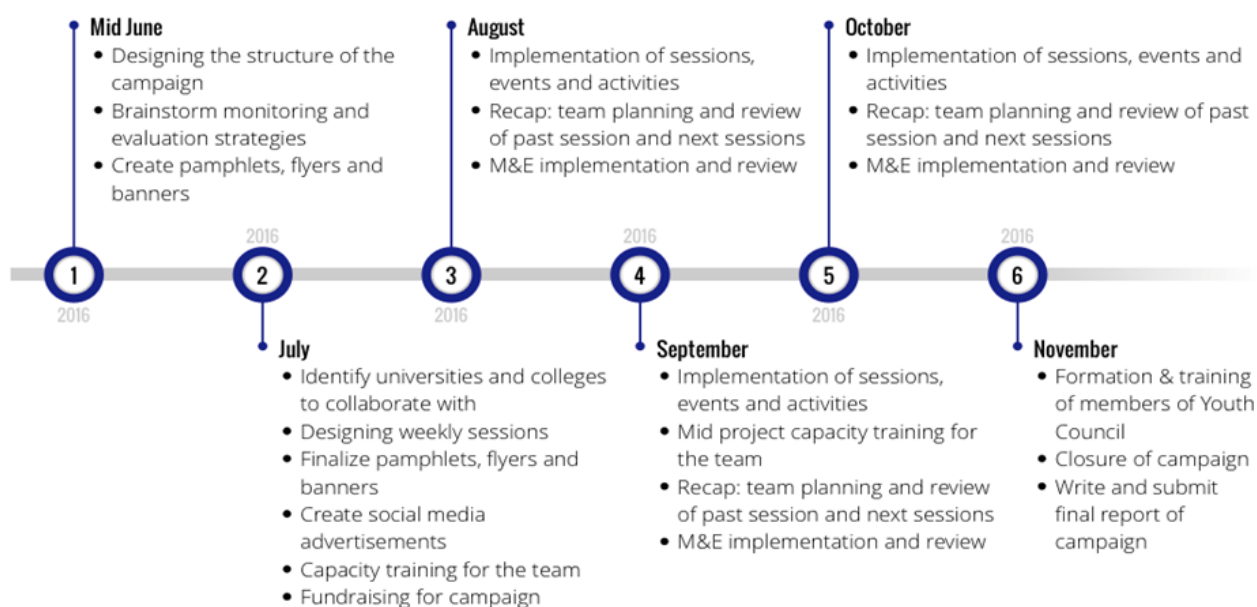 Mid June
• Designing the structure of the
campaign
• Brainstorm monitoring and
evaluation strategies
• Create pamphlets, flyers and
banners
August
• Implementation of sessions,
events and activities
• Recap: team planning and review
of past session and next sessions
• M&E implementation and review
October
• Implementation of sessions, events and
activities
• Recap: team planning and review of past
session and next sessions
• M&E implementation and review
1
2016
2016
2
3
2016
2016
4
5
2016
2016
6
July
• Identify universities and colleges
to collaborate with
• Designing weekly sessions
• Finalize pamphlets, flyers and
banners
• Create social media
advertisements
• Capacity training for the team
• Fundraising for campaign
September
• Implementation of sessions,
events and activities
• Mid project capacity training for
the team
• Recap: team planning and review
of past session and next sessions
• M&E implementation and review
November
• Formation & training
of members of Youth
Council
• Closure of campaign
• Write and submit
final report of
campaign